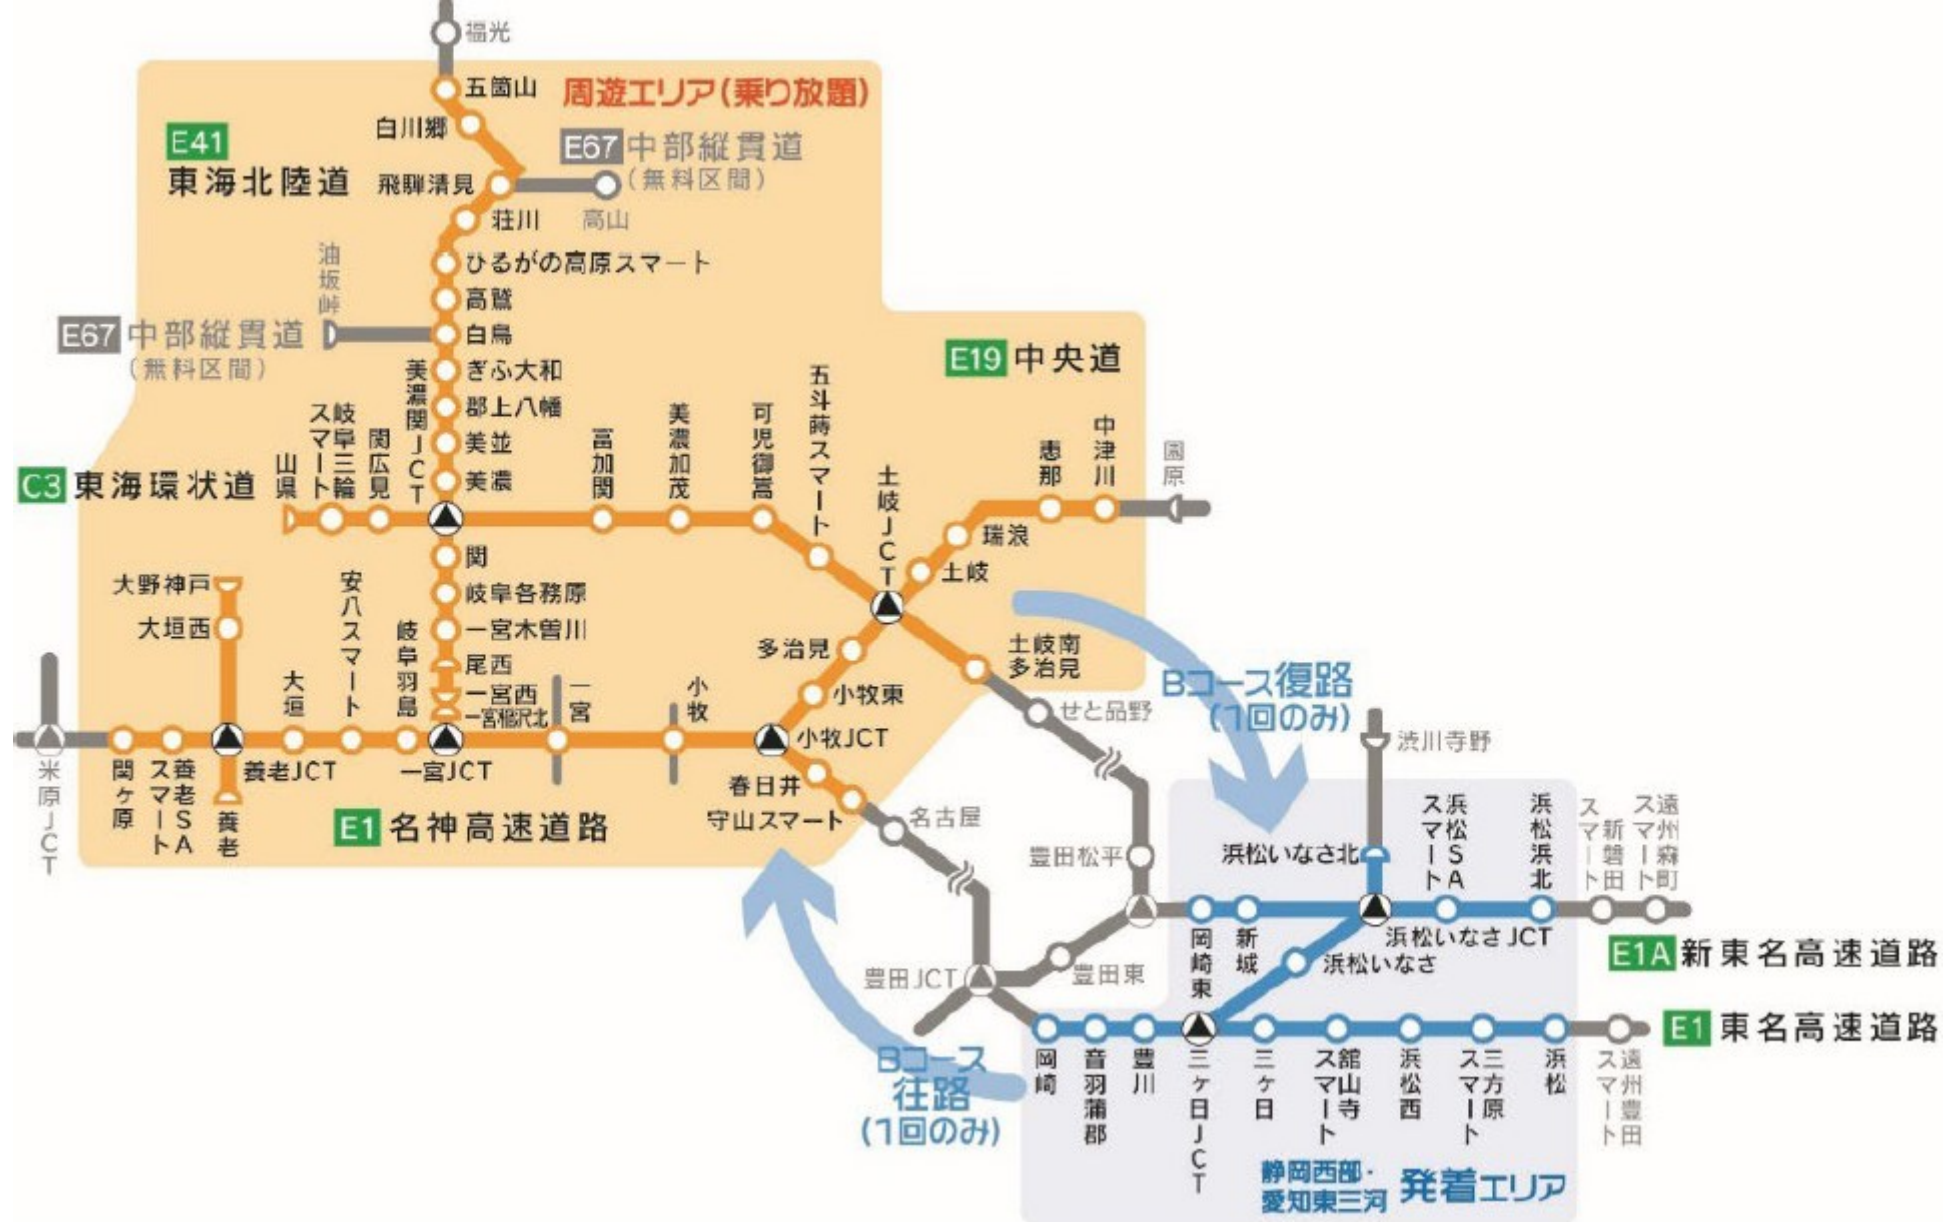 福光
五箇山
周遊エリア(乗り放題)
白川郷
E41
東海北陸道
E67 中部縦貫道
(無料区間)
飛騨清見
荘川
高山
ひるがの高原スマート
高鷲
油坂峠
E67 中部縦貫道
(無料区間)
白鳥
ぎふ大和
郡上八幡
美並
美濃
美濃関JCT
E19 中央道
C3 東海環状道
山県
岐阜三輪
スマート
関広見
富加関
美濃加茂
可児御嵩
五斗蒔スマート
土岐JCT
恵那
中津川
園原
瑞浪
土岐
関
岐阜各務原
一宮木曽川
尾西
一宮西
一宮稲沢北
大野神戸
大垣西
大垣
安八スマート
岐阜羽島
一宮
小牧
多治見
小牧東
小牧JCT
土岐南
多治見
せと品野
Bコース復路
(1回のみ)
米原JCT
関ヶ原
養老SA
スマート
養老JCT
養老
一宮JCT
E1 名神高速道路
春日井
守山スマート
名古屋
豊田松平
豊田JCT
豊田東
渋川寺野
浜松いなさ北
浜松SA
スマート
浜松浜北
新磐田
スマート
遠州森町
スマート
岡崎東
新城
浜松いなさJCT
浜松いなさ
E1A 新東名高速道路
E1 東名高速道路
Bコース
往路
(1回のみ)
岡崎
音羽蒲郡
豊川
三ヶ日JCT
三ヶ日
舘山寺
スマート
浜松西
三方原
スマート
浜松
遠州豊田
スマート
静岡西部・
愛知東三河
発着エリア